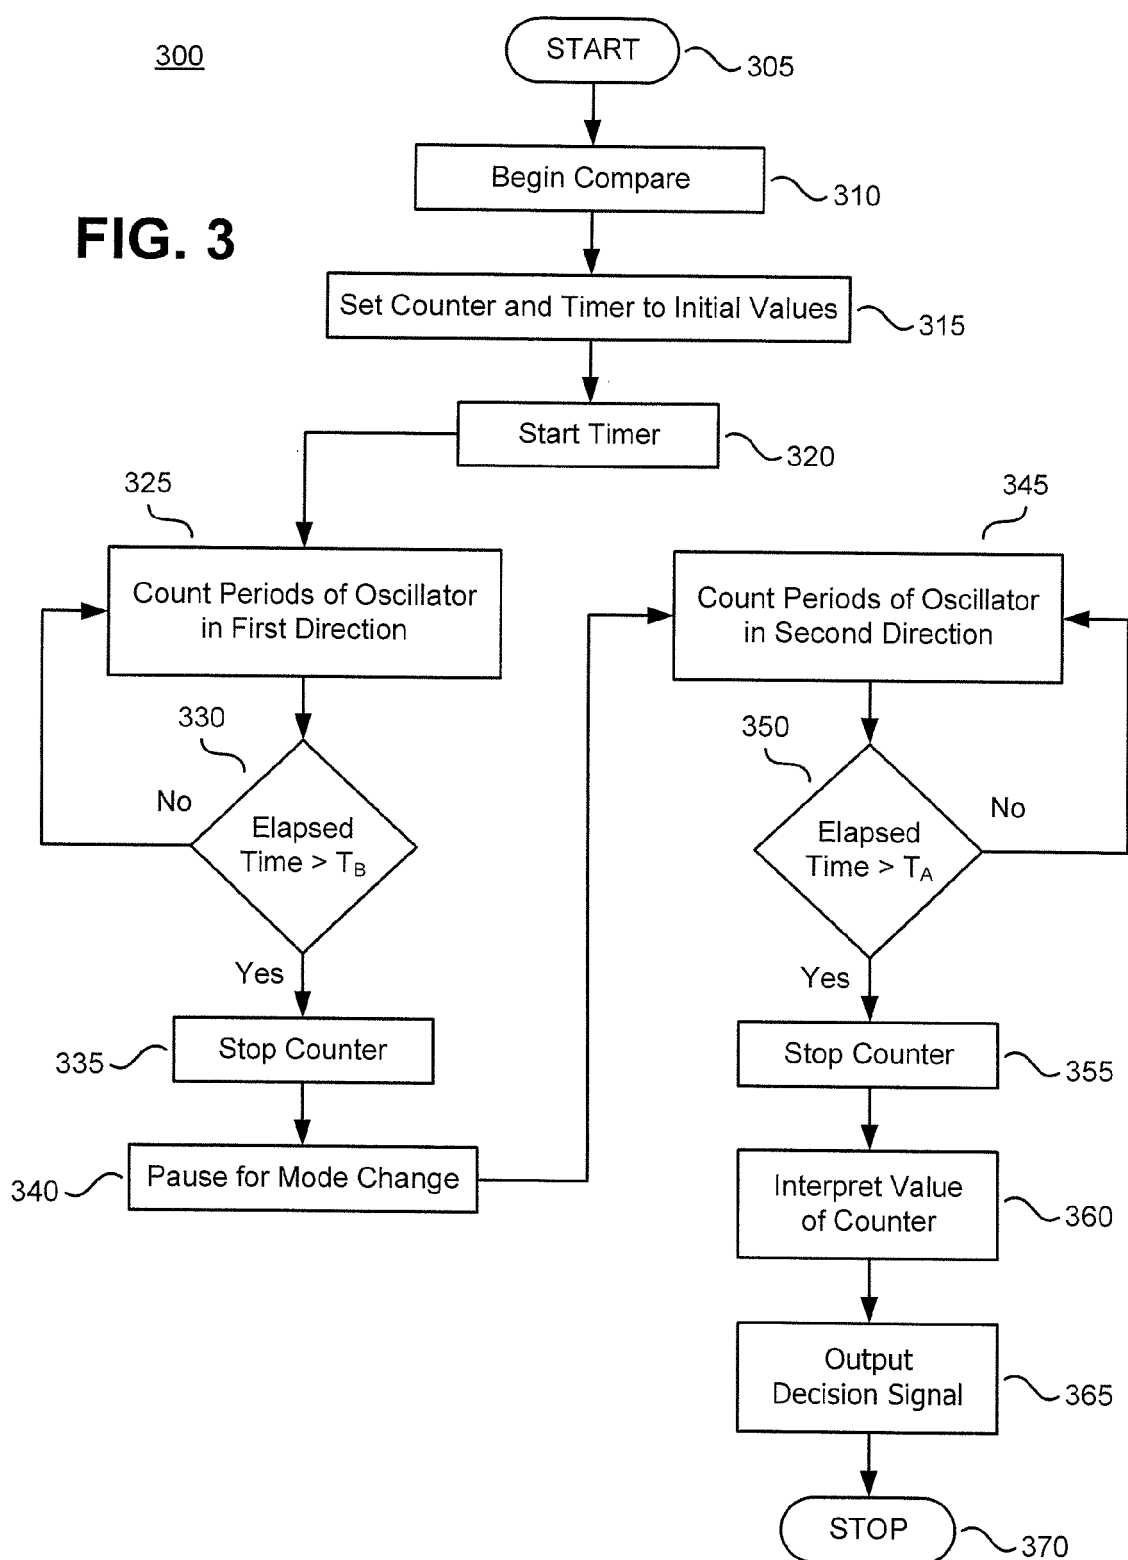 300
START
305
Begin Compare
310
FIG. 3
Set Counter and Timer to Initial Values
315
Start Timer
320
325
Count Periods of Oscillator
in First Direction
330
No
Elapsed
Time > TB
Yes
Stop Counter
335
Pause for Mode Change
340
345
Count Periods of Oscillator
in Second Direction
350
No
Elapsed
Time > TA
Yes
Stop Counter
355
Interpret Value
of Counter
360
Output
Decision Signal
365
STOP
370